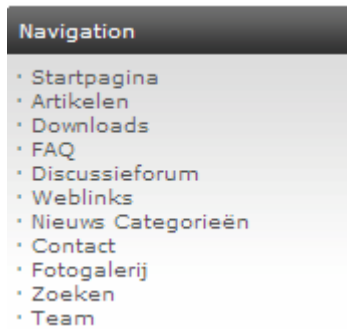 Navigation
· Startpagina
· Artikelen
· Downloads
· FAQ
· Discussieforum
· Weblinks
· Nieuws Categorieën
· Contact
· Fotogalerij
· Zoeken
· Team